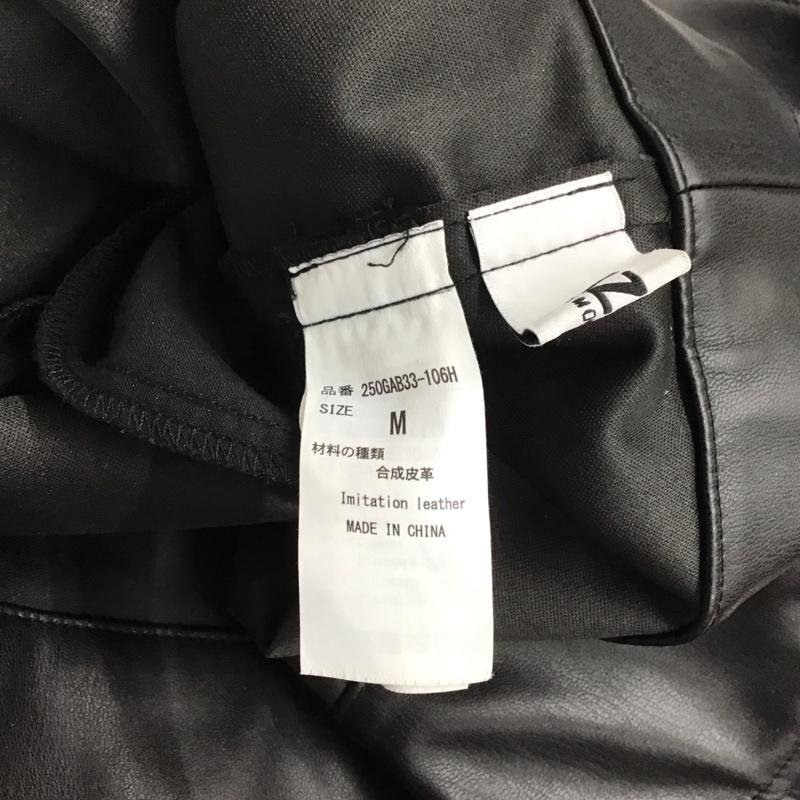 品番 250GAB33-106H
SIZE M
材料の種類
合成皮革
Imitation leather
MADE IN CHINA